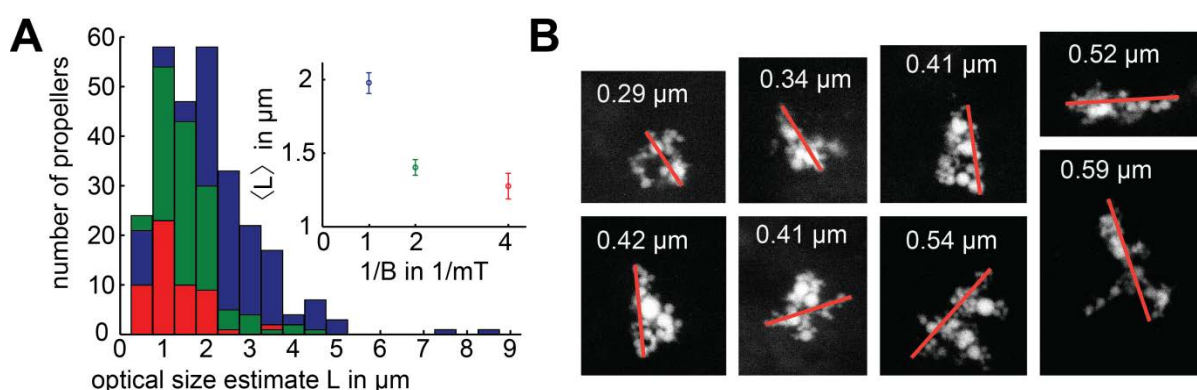 A
number of propellers
60
50
40
30
20
10
0
0 1 2 3 4 5 6 7 8 9
optical size estimate L in µm
⟨L⟩ in µm
2
1.5
1
0 1 2 4
1/B in 1/mT
B
0.29 µm
0.34 µm
0.41 µm
0.52 µm
0.42 µm
0.41 µm
0.54 µm
0.59 µm